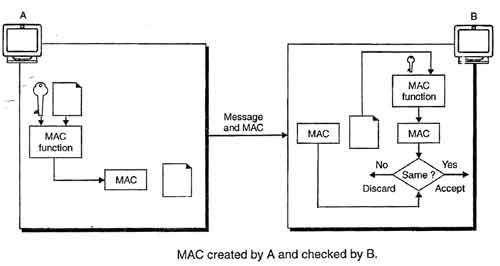 A
B
MAC
function
MAC
Message
and MAC
MAC
MAC
function
MAC
No
Same ?
Yes
Discard
Accept
MAC created by A and checked by B.